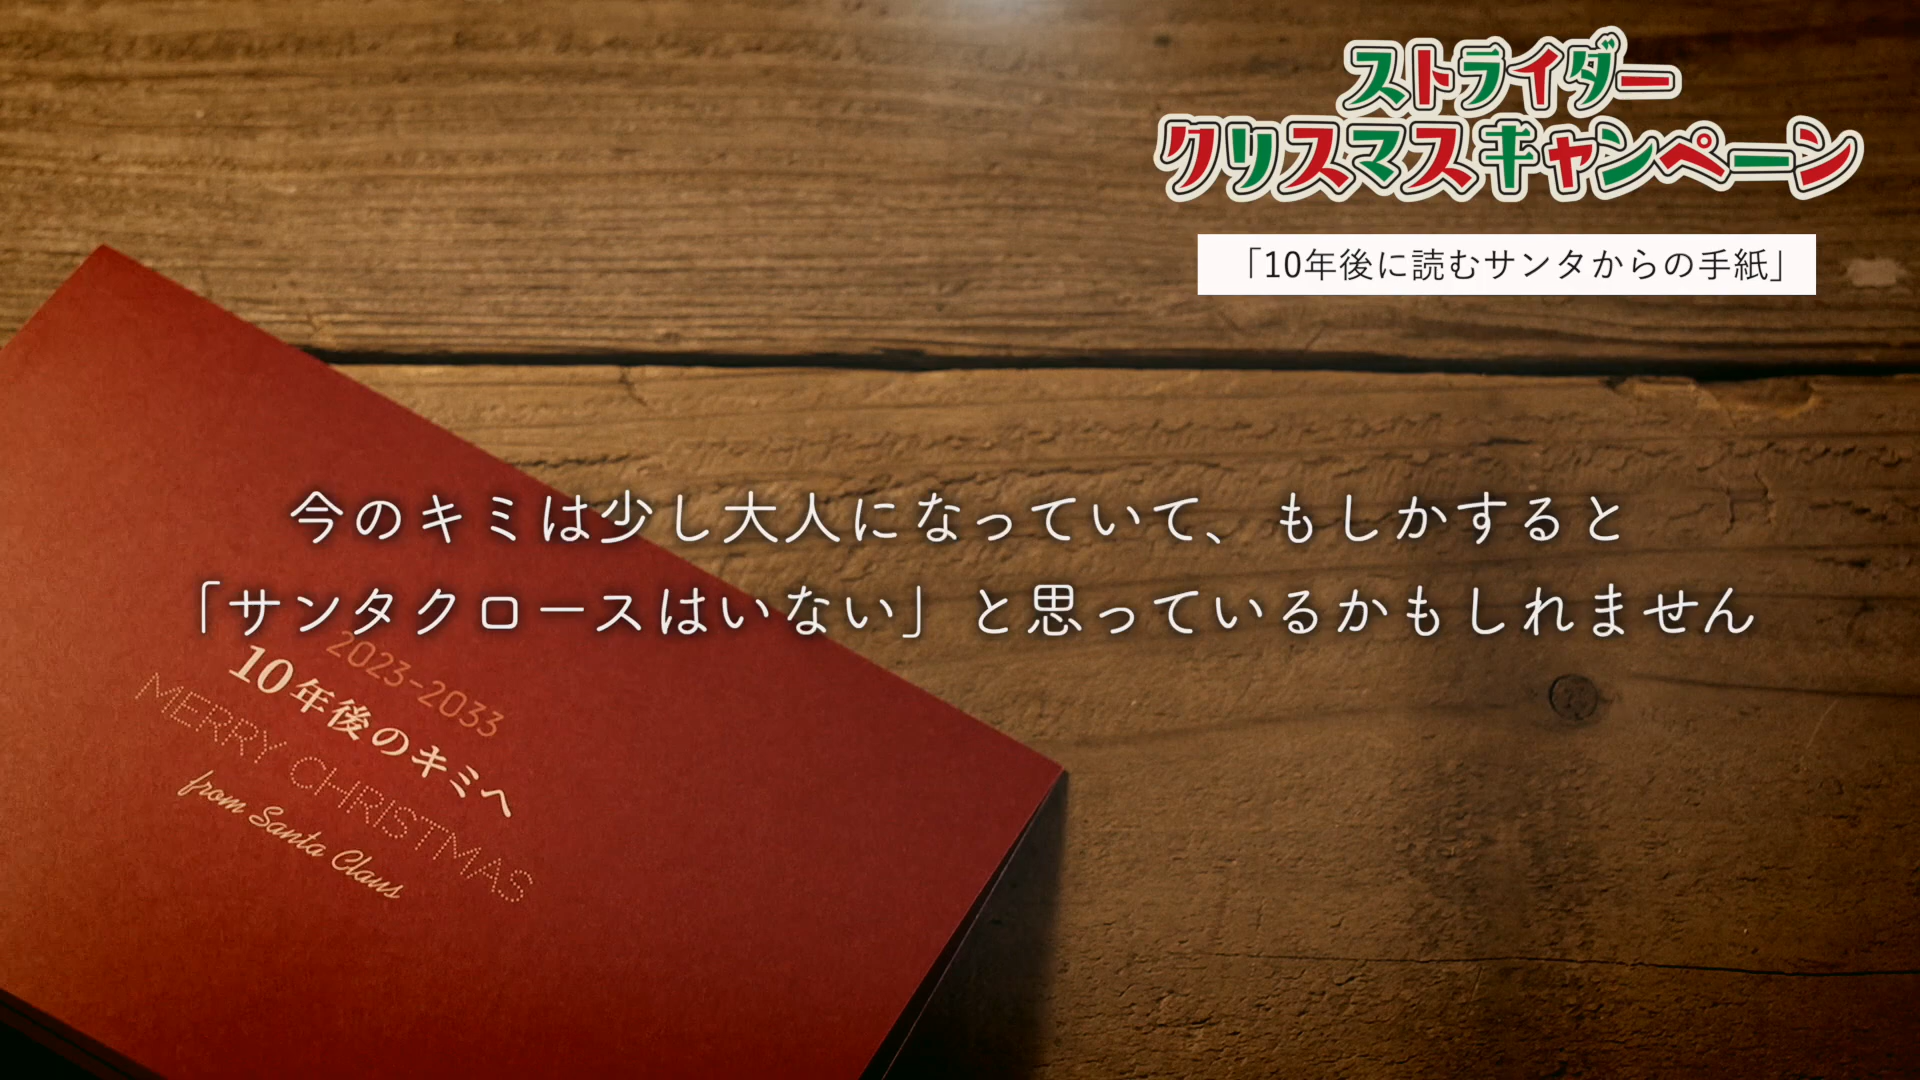 ストライダー
クリスマスキャンペーン
「10年後に読むサンタからの手紙」
今のキミは少し大人になっていて、もしかすると
「サンタクロースはいない」と思っているかもしれません
2023-2033
10年後のキミへ
MERRY CHRISTMAS
from Santa Claus